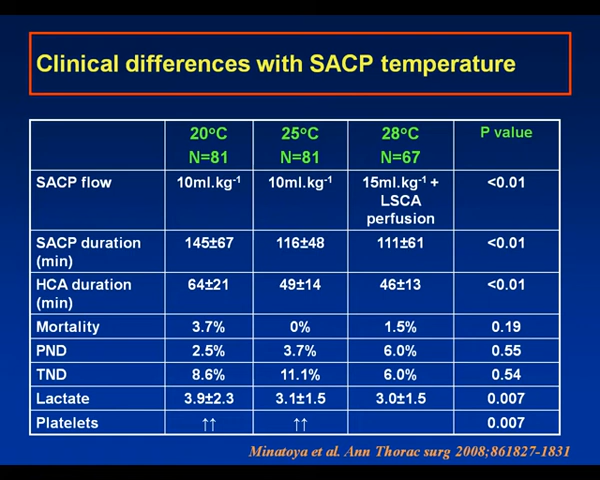 Clinical differences with SACP temperature
20°C 25°C 28°C P value
N=81 N=81 N=67
SACP flow 10ml.kg⁻¹ 10ml.kg⁻¹ 15ml.kg⁻¹ + <0.01
LSCA
perfusion
SACP duration 145±67 116±48 111±61 <0.01
(min)
HCA duration 64±21 49±14 46±13 <0.01
(min)
Mortality 3.7% 0% 1.5% 0.19
PND 2.5% 3.7% 6.0% 0.55
TND 8.6% 11.1% 6.0% 0.54
Lactate 3.9±2.3 3.1±1.5 3.0±1.5 0.007
Platelets ↑↑ ↑↑ 0.007
Minatoya et al. Ann Thorac surg 2008;861827-1831